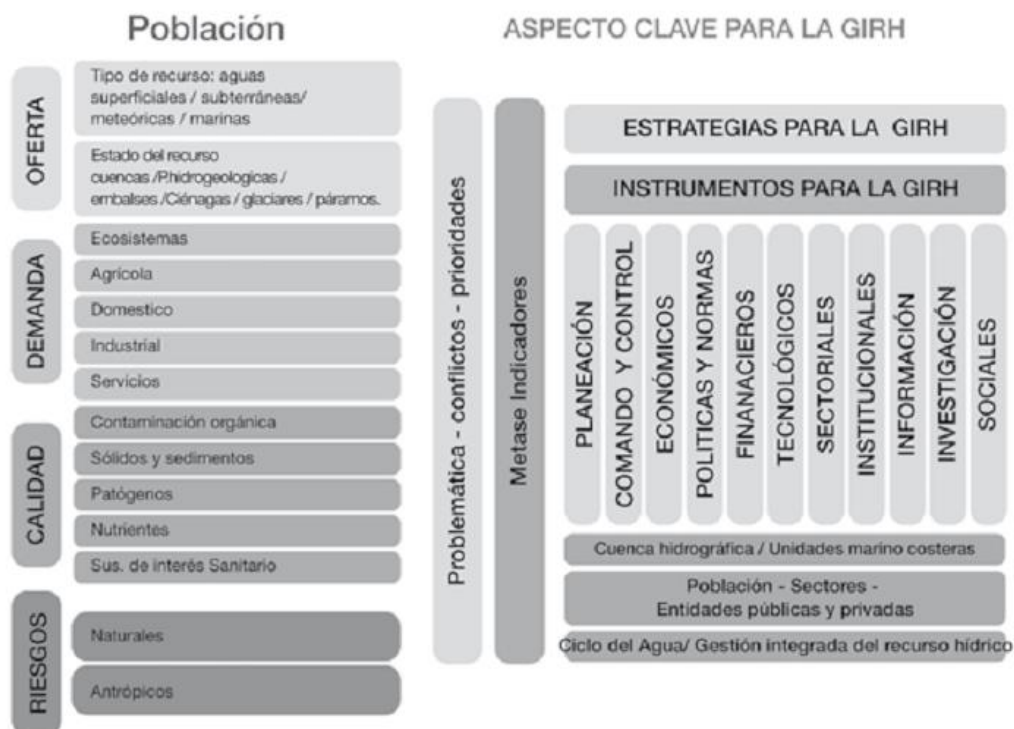 Población
OFERTA
Tipo de recurso: aguas
superficiales / subterráneas/
meteóricas / marinas
Estado del recurso
cuencas /P.hidrogeologicas /
embalses /Ciénagas / glaciares / páramos.
DEMANDA
Ecosistemas
Agrícola
Domestico
Industrial
Servicios
CALIDAD
Contaminación orgánica
Sólidos y sedimentos
Patógenos
Nutrientes
Sus. de interés Sanitario
RIESGOS
Naturales
Antrópicos
ASPECTO CLAVE PARA LA GIRH
Problemática - conflictos - prioridades
Metase Indicadores
ESTRATEGIAS PARA LA GIRH
INSTRUMENTOS PARA LA GIRH
PLANEACIÓN
COMANDO Y CONTROL
ECONÓMICOS
POLITICAS Y NORMAS
FINANACIEROS
TECNOLÓGICOS
SECTORIALES
INSTITUCIONALES
INFORMACIÓN
INVESTIGACIÓN
SOCIALES
Cuenca hidrográfica / Unidades marino costeras
Población - Sectores -
Entidades públicas y privadas
Ciclo del Agua/ Gestión integrada del recurso hídrico